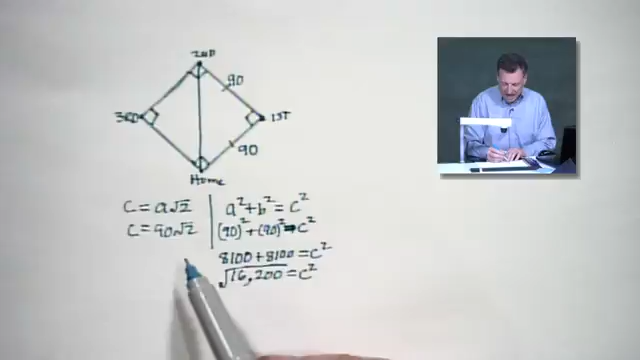 2ND
90
3RD
1ST
90
Home
C = a√2
C = 90√2
a² + b² = c²
(90)² + (90)² = c²
8100 + 8100 = c²
√16,200 = c²